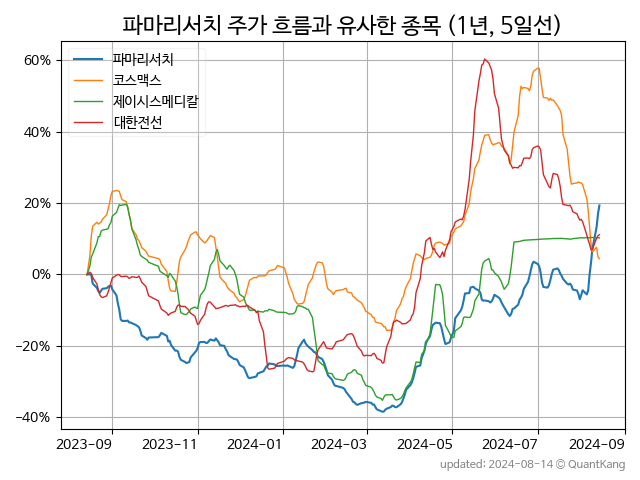 파마리서치 주가 흐름과 유사한 종목 (1년, 5일선)
파마리서치
코스맥스
제이시스메디칼
대한전선
60%
40%
20%
0%
−20%
−40%
2023-09 2023-11 2024-01 2024-03 2024-05 2024-07 2024-09
updated: 2024-08-14 © QuantKang